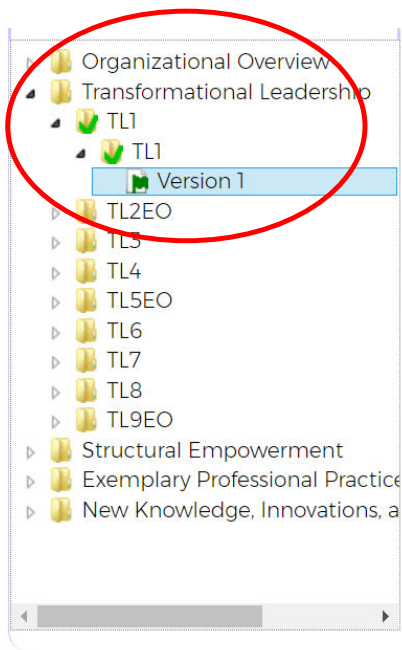 Organizational Overview
Transformational Leadership
TL1
TL1
Version 1
TL2EO
TL3
TL4
TL5EO
TL6
TL7
TL8
TL9EO
Structural Empowerment
Exemplary Professional Practice
New Knowledge, Innovations, a